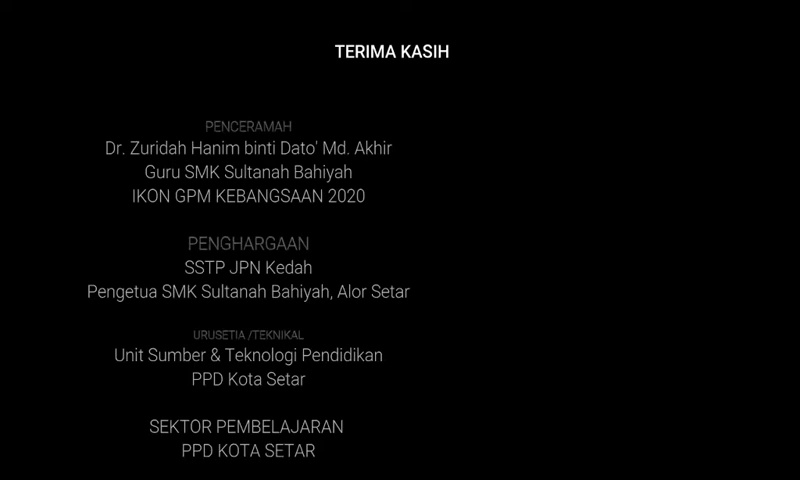 TERIMA KASIH
PENCERAMAH
Dr. Zuridah Hanim binti Dato' Md. Akhir
Guru SMK Sultanah Bahiyah
IKON GPM KEBANGSAAN 2020
PENGHARGAAN
SSTP JPN Kedah
Pengetua SMK Sultanah Bahiyah, Alor Setar
URUSETIA /TEKNIKAL
Unit Sumber & Teknologi Pendidikan
PPD Kota Setar
SEKTOR PEMBELAJARAN
PPD KOTA SETAR